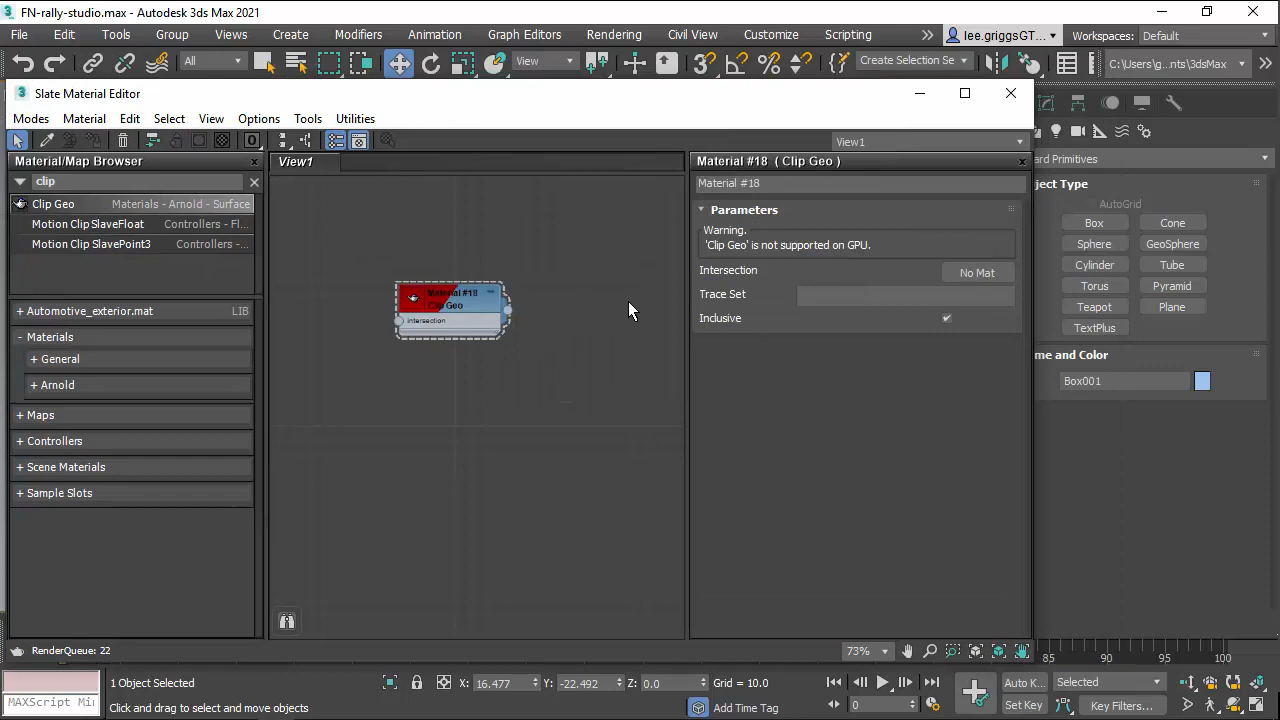 FN-rally-studio.max - Autodesk 3ds Max 2021
File Edit Tools Group Views Create Modifiers Animation Graph Editors Rendering Civil View Customize Scripting
lee.griggsGT... Workspaces: Default
All View Create Selection Se C:\Users\g...nts\3dsMax
Slate Material Editor
Modes Material Edit Select View Options Tools Utilities
View1
Material/Map Browser
clip
Clip Geo Materials - Arnold - Surface
Motion Clip SlaveFloat Controllers - Fl...
Motion Clip SlavePoint3 Controllers -...
+ Automotive_exterior.mat LIB
- Materials
+ General
+ Arnold
+ Maps
+ Controllers
+ Scene Materials
+ Sample Slots
View1
Material #18
Clip Geo
intersection
Material #18 ( Clip Geo )
Material #18
Parameters
Warning.
'Clip Geo' is not supported on GPU.
Intersection No Mat
Trace Set
Inclusive
ard Primitives
ject Type
AutoGrid
Box Cone
Sphere GeoSphere
Cylinder Tube
Torus Pyramid
Teapot Plane
TextPlus
me and Color
Box001
RenderQueue: 22
73%
85 90 95 100
1 Object Selected X: 16.477 Y: -22.492 Z: 0.0 Grid = 10.0 Auto K... Selected
MAXScript Mi Click and drag to select and move objects Add Time Tag 0 Set Key Key Filters...